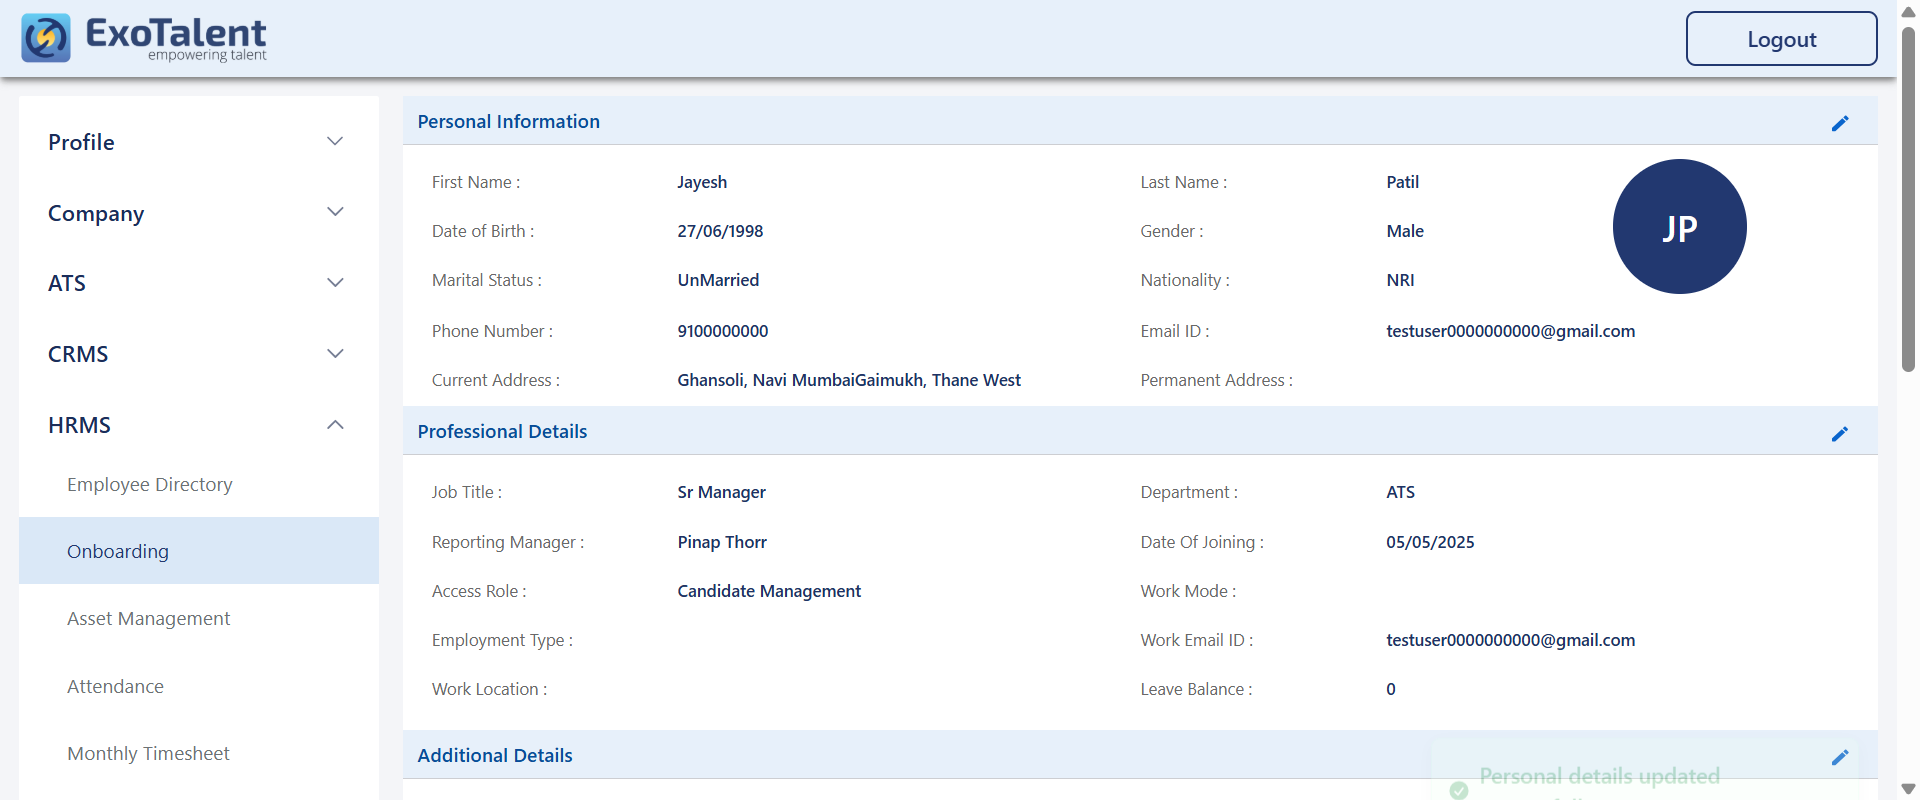 ExoTalent
empowering talent
Logout
Profile
Company
ATS
CRMS
HRMS
Employee Directory
Onboarding
Asset Management
Attendance
Monthly Timesheet
Personal Information
First Name : Jayesh Last Name : Patil
JP
Date of Birth : 27/06/1998 Gender : Male
Marital Status : UnMarried Nationality : NRI
Phone Number : 9100000000 Email ID : testuser0000000000@gmail.com
Current Address : Ghansoli, Navi MumbaiGaimukh, Thane West Permanent Address :
Professional Details
Job Title : Sr Manager Department : ATS
Reporting Manager : Pinap Thorr Date Of Joining : 05/05/2025
Access Role : Candidate Management Work Mode :
Employment Type : Work Email ID : testuser0000000000@gmail.com
Work Location : Leave Balance : 0
Additional Details
Personal details updated